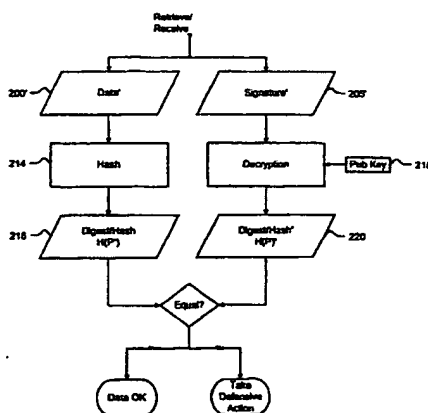 Retrieve/
Receive
200'
Data'
Signature'
205'
214
Hash
Decryption
Pub Key
218
Digest/Hash
H(P')
Digest/Hash'
H(P)'
220
Equal?
Data OK
Take
Defensive
Action